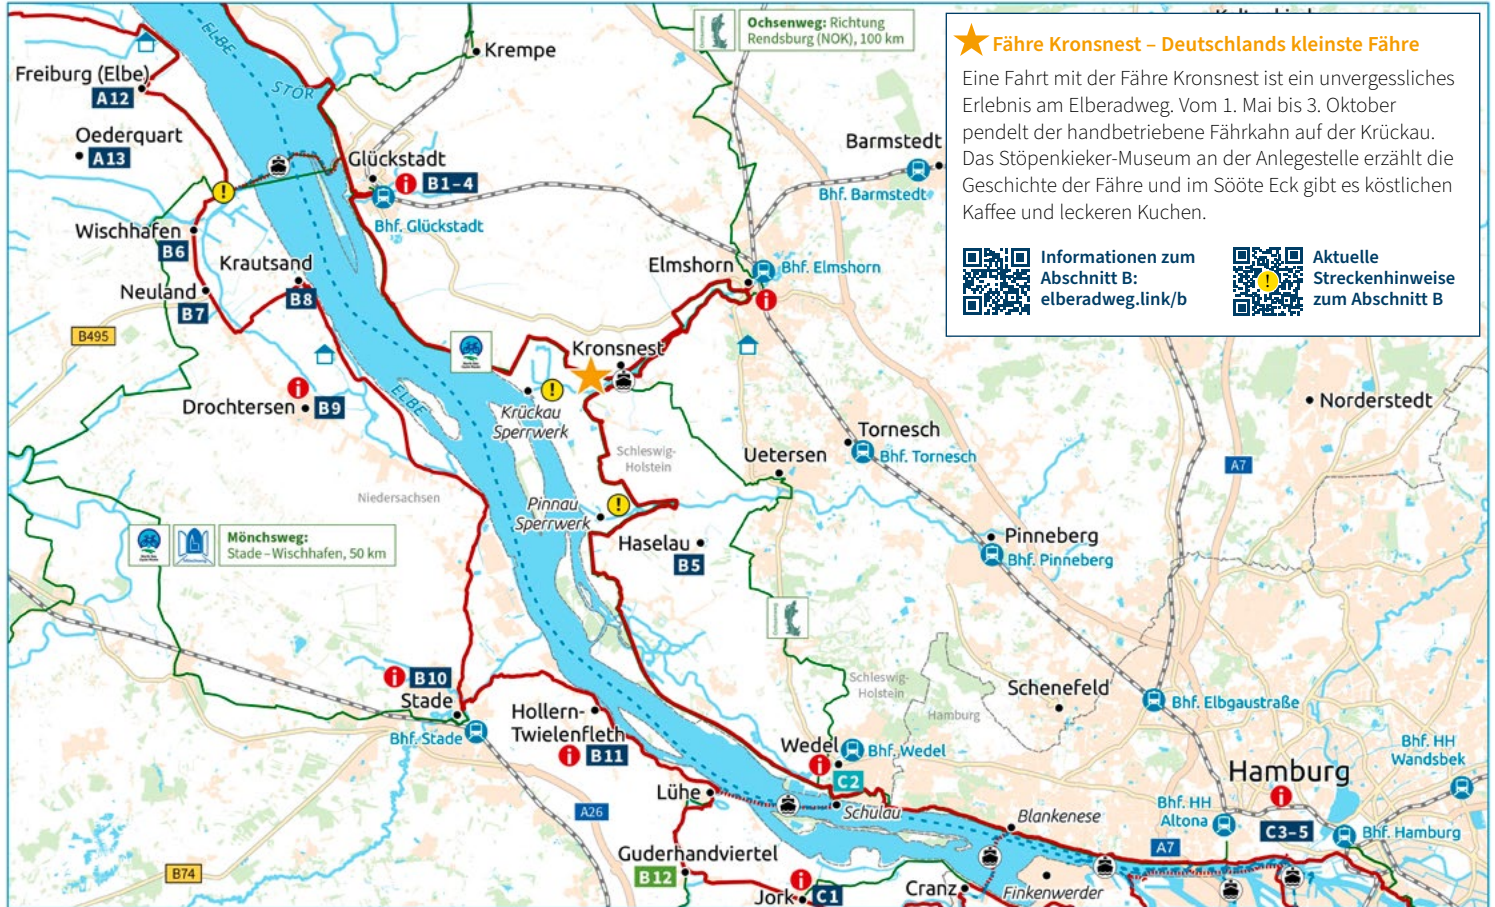 ELBE
STÖR
Krempe
Ochsenweg: Richtung
Rendsburg (NOK), 100 km
Freiburg (Elbe)
A12
Oederquart
A13
Glückstadt
B1–4
Bhf. Glückstadt
Barmstedt
Bhf. Barmstedt
Wischhafen
B6
Krautsand
B8
Neuland
B7
Elmshorn
Bhf. Elmshorn
B495
Kronsnest
Drochtersen
B9
ELBE
Krückau
Sperrwerk
Schleswig-
Holstein
Norderstedt
Tornesch
Bhf. Tornesch
Uetersen
A7
Niedersachsen
Pinnau
Sperrwerk
Haselau
B5
Pinneberg
Bhf. Pinneberg
Mönchsweg:
Stade – Wischhafen, 50 km
B10
Stade
Bhf. Stade
Hollern-
Twielenfleth
B11
Schleswig-
Holstein
Hamburg
Schenefeld
Bhf. Elbgaustraße
Wedel
Bhf. Wedel
C2
Bhf. HH
Wandsbek
Hamburg
Lühe
Schulau
Blankenese
Bhf. HH
Altona
C3–5
Bhf. Hamburg
A26
A7
B74
Guderhandviertel
B12
Jork
C1
Cranz
Finkenwerder
Fähre Kronsnest – Deutschlands kleinste Fähre
Eine Fahrt mit der Fähre Kronsnest ist ein unvergessliches
Erlebnis am Elberadweg. Vom 1. Mai bis 3. Oktober
pendelt der handbetriebene Fährkahn auf der Krückau.
Das Stöpenkieker-Museum an der Anlegestelle erzählt die
Geschichte der Fähre und im Sööte Eck gibt es köstlichen
Kaffee und leckeren Kuchen.
Informationen zum
Abschnitt B:
elberadweg.link/b
Aktuelle
Streckenhinweise
zum Abschnitt B